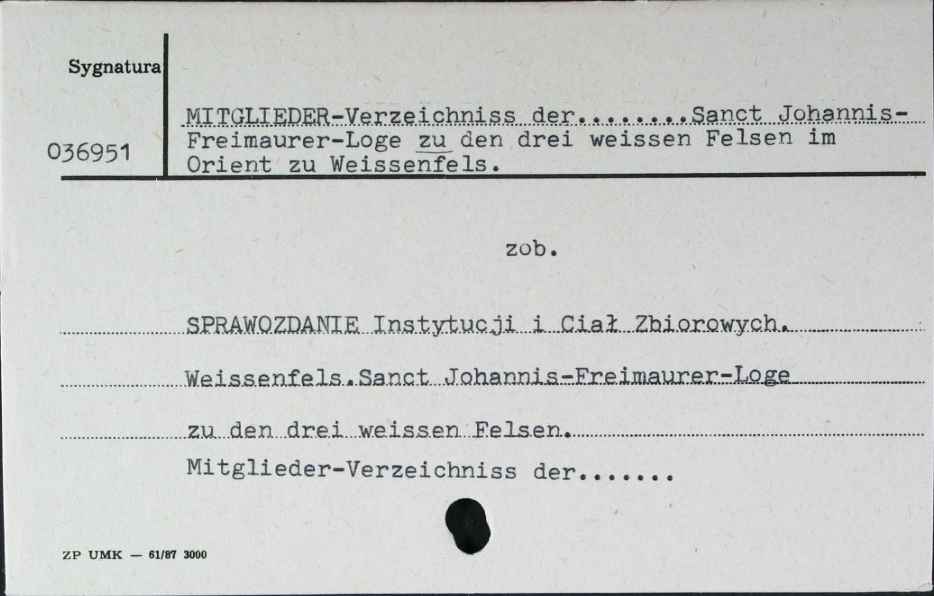 Sygnatura
MITGLIEDER-Verzeichniss der........Sanct Johannis-
036951
Freimaurer-Loge zu den drei weissen Felsen im
Orient zu Weissenfels.
zob.
SPRAWOZDANIE Instytucji i Ciał Zbiorowych.
Weissenfels.Sanct Johannis-Freimaurer-Loge
zu den drei weissen Felsen.
Mitglieder-Verzeichniss der.......
ZP UMK — 61/87 3000